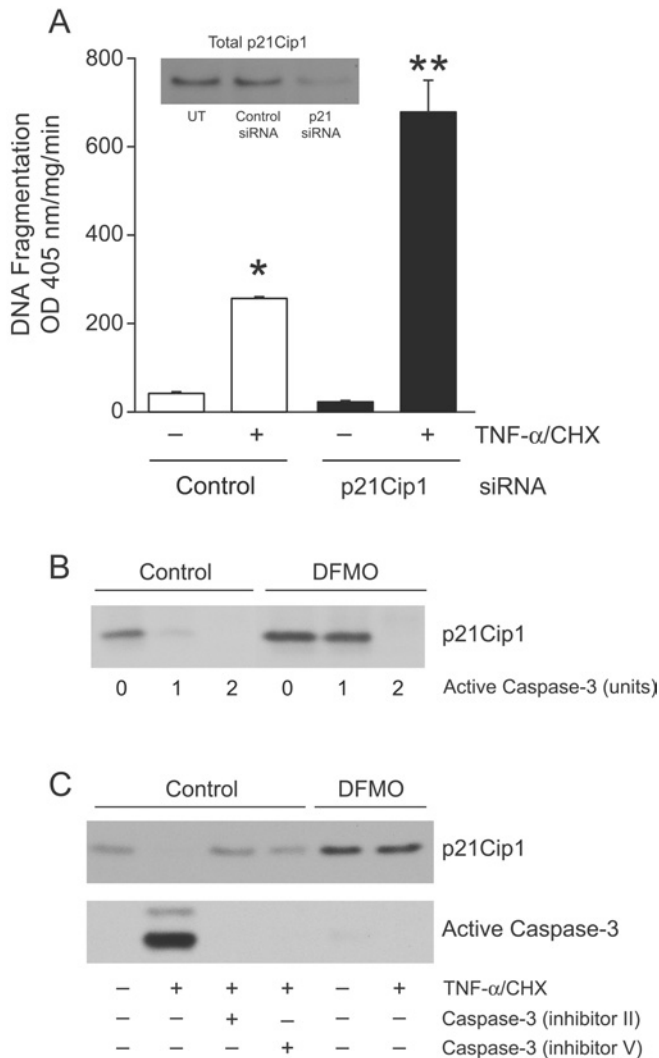 A
Total p21Cip1
UT
Control siRNA
p21 siRNA
DNA Fragmentation
OD 405 nm/mg/min
800
600
400
200
0
*
**
– + – + TNF-α/CHX
Control p21Cip1 siRNA
B
Control DFMO
p21Cip1
0 1 2 0 1 2 Active Caspase-3 (units)
C
Control DFMO
p21Cip1
Active Caspase-3
– + + + – + TNF-α/CHX
– – + – – – Caspase-3 (inhibitor II)
– – – + – – Caspase-3 (inhibitor V)